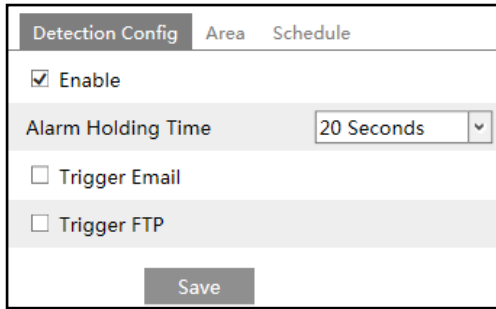 Detection Config Area Schedule
Enable
Alarm Holding Time 20 Seconds
Trigger Email
Trigger FTP
Save